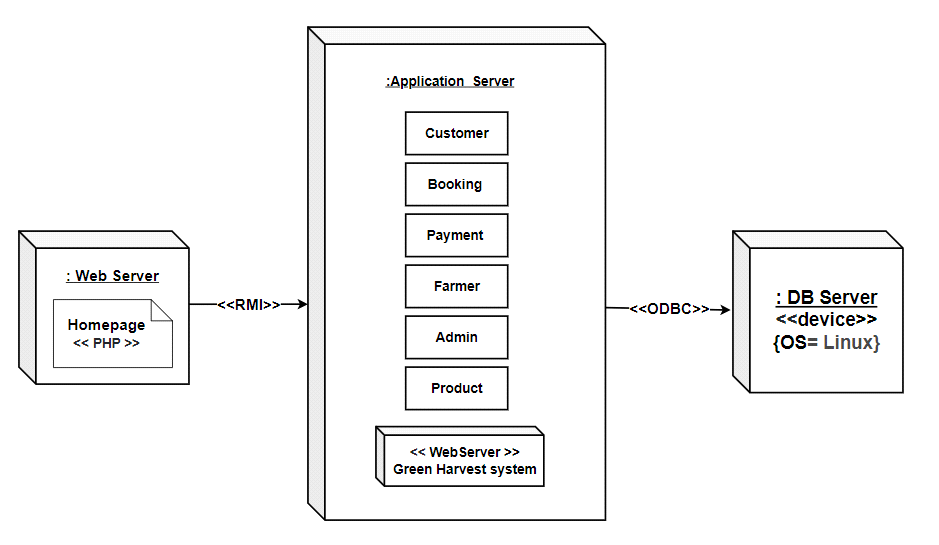 :Application Server
Customer
Booking
Payment
Farmer
Admin
Product
<< WebServer >>
Green Harvest system
: Web Server
Homepage
<< PHP >>
<<RMI>>
<<ODBC>>
: DB Server
<<device>>
{OS= Linux}